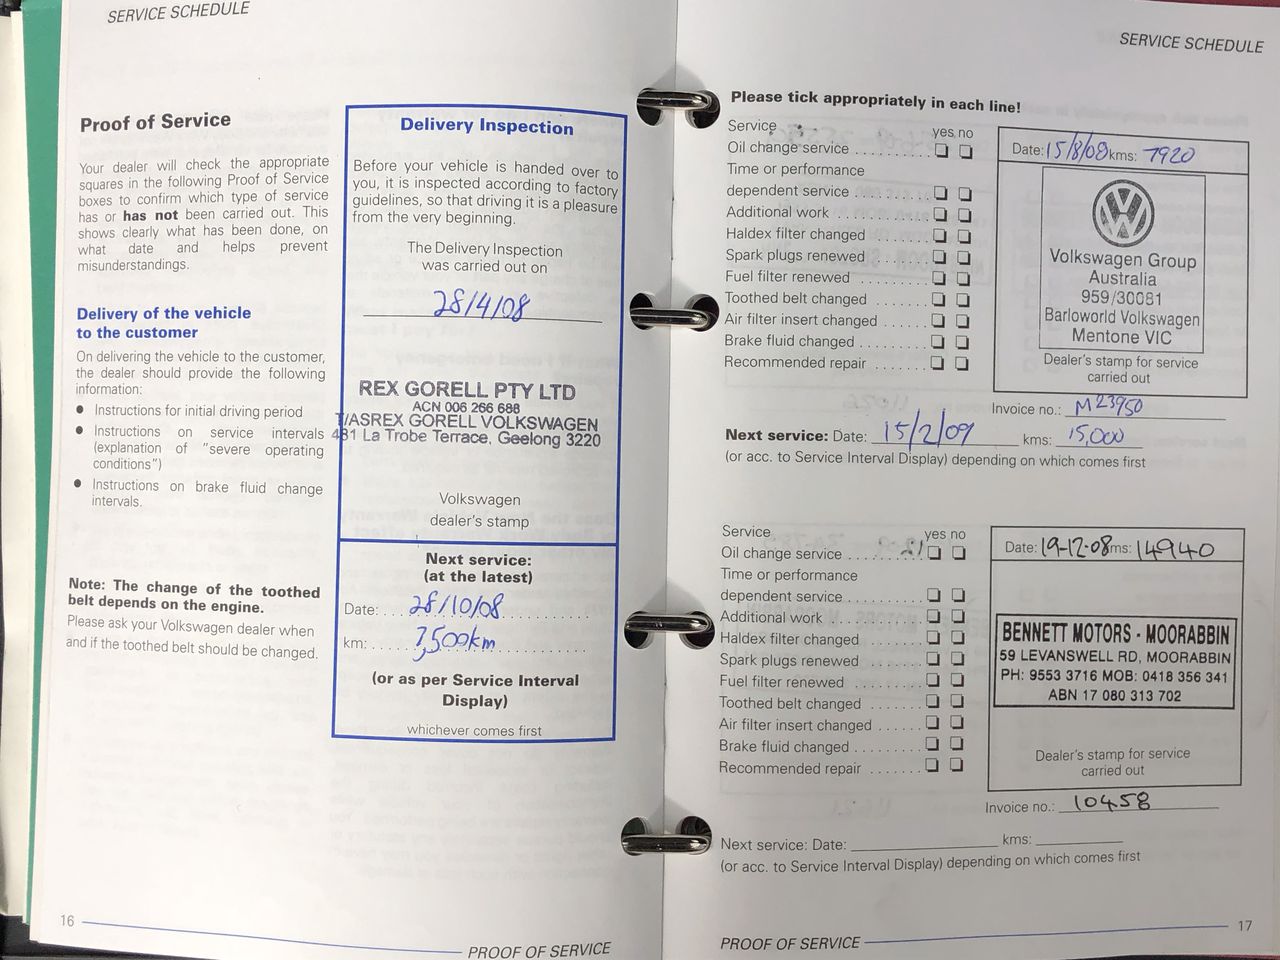 SERVICE SCHEDULE
Proof of Service
Your dealer will check the appropriate
squares in the following Proof of Service
boxes to confirm which type of service
has or has not been carried out. This
shows clearly what has been done, on
what date and helps prevent
misunderstandings.
Delivery of the vehicle
to the customer
On delivering the vehicle to the customer,
the dealer should provide the following
information:
● Instructions for initial driving period
● Instructions on service intervals
(explanation of "severe operating
conditions")
● Instructions on brake fluid change
intervals.
Note: The change of the toothed
belt depends on the engine.
Please ask your Volkswagen dealer when
and if the toothed belt should be changed.
Delivery Inspection
Before your vehicle is handed over to
you, it is inspected according to factory
guidelines, so that driving it is a pleasure
from the very beginning.
The Delivery Inspection
was carried out on
28/4/08
REX GORELL PTY LTD
ACN 006 266 688
T/ASREX GORELL VOLKSWAGEN
431 La Trobe Terrace, Geelong 3220
Volkswagen
dealer's stamp
Next service:
(at the latest)
Date: 28/10/08
km: 7,500km
(or as per Service Interval
Display)
whichever comes first
16
PROOF OF SERVICE
SERVICE SCHEDULE
Please tick appropriately in each line!
Service yes no
Oil change service
Time or performance
dependent service
Additional work
Haldex filter changed
Spark plugs renewed
Fuel filter renewed
Toothed belt changed
Air filter insert changed
Brake fluid changed
Recommended repair
Date: 15/8/08 kms: 7920
Volkswagen Group
Australia
959/30081
Barloworld Volkswagen
Mentone VIC
Dealer's stamp for service
carried out
Invoice no.: M23950
Next service: Date: 15/2/09 kms: 15,000
(or acc. to Service Interval Display) depending on which comes first
Service yes no
Oil change service
Time or performance
dependent service
Additional work
Haldex filter changed
Spark plugs renewed
Fuel filter renewed
Toothed belt changed
Air filter insert changed
Brake fluid changed
Recommended repair
Date: 19-12-08 ms: 14940
BENNETT MOTORS - MOORABBIN
59 LEVANSWELL RD, MOORABBIN
PH: 9553 3716 MOB: 0418 356 341
ABN 17 080 313 702
Dealer's stamp for service
carried out
Invoice no.: 10458
Next service: Date: kms:
(or acc. to Service Interval Display) depending on which comes first
17
PROOF OF SERVICE